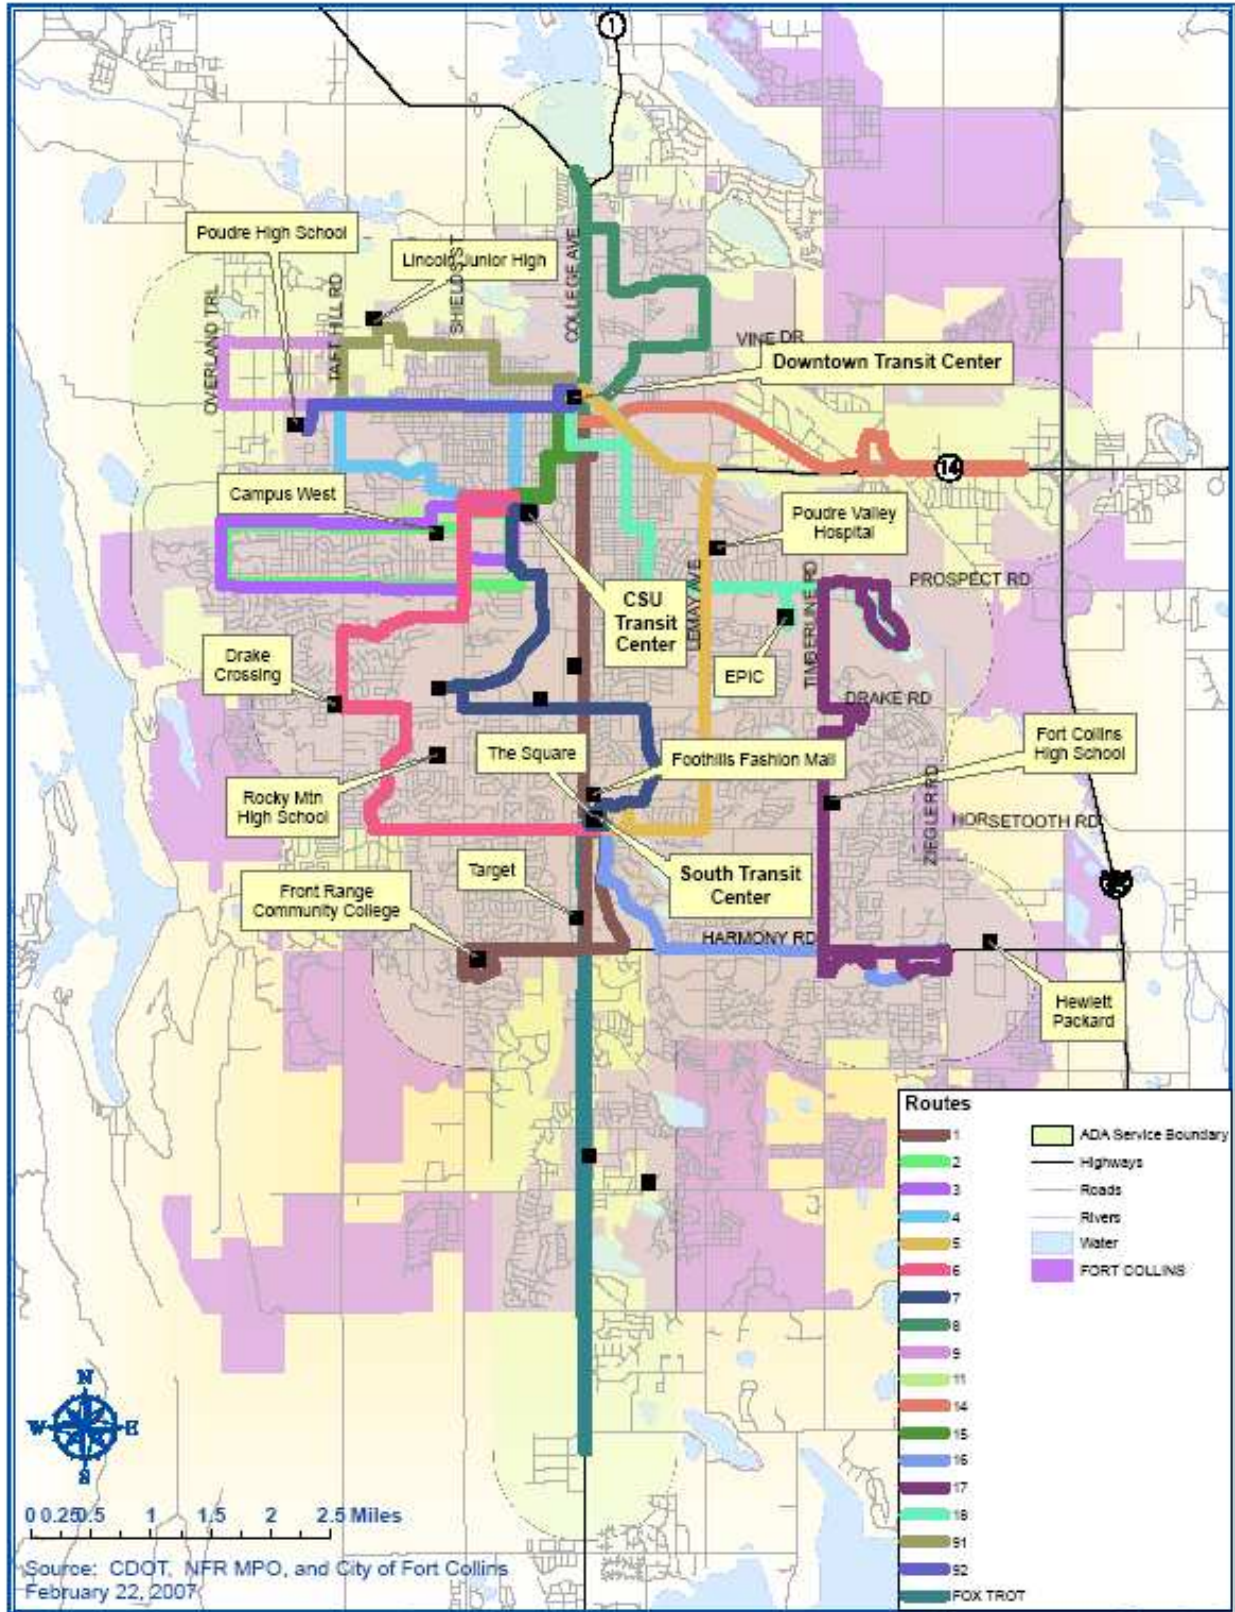 1
Poudre High School
Lincoln Junior High
OVERLAND TRL
TAFT HILL RD
SHIELDS ST
COLLEGE AVE
VINE DR
Downtown Transit Center
14
Campus West
Poudre Valley
Hospital
LEMAY AVE
TIMBERLINE RD
PROSPECT RD
CSU
Transit
Center
EPIC
Drake
Crossing
DRAKE RD
Fort Collins
High School
The Square
Foothills Fashion Mall
Rocky Mtn
High School
ZIEGLER RD
HORSETOOTH RD
Target
South Transit
Center
Front Range
Community College
HARMONY RD
Hewlett
Packard
Routes
1
2
3
4
5
6
7
8
9
11
14
15
16
17
18
91
92
FOX TROT
ADA Service Boundary
Highways
Roads
Rivers
Water
FORT COLLINS
N
W
E
S
0 0.25 0.5 1 1.5 2 2.5 Miles
Source: CDOT, NFR MPO, and City of Fort Collins
February 22, 2007